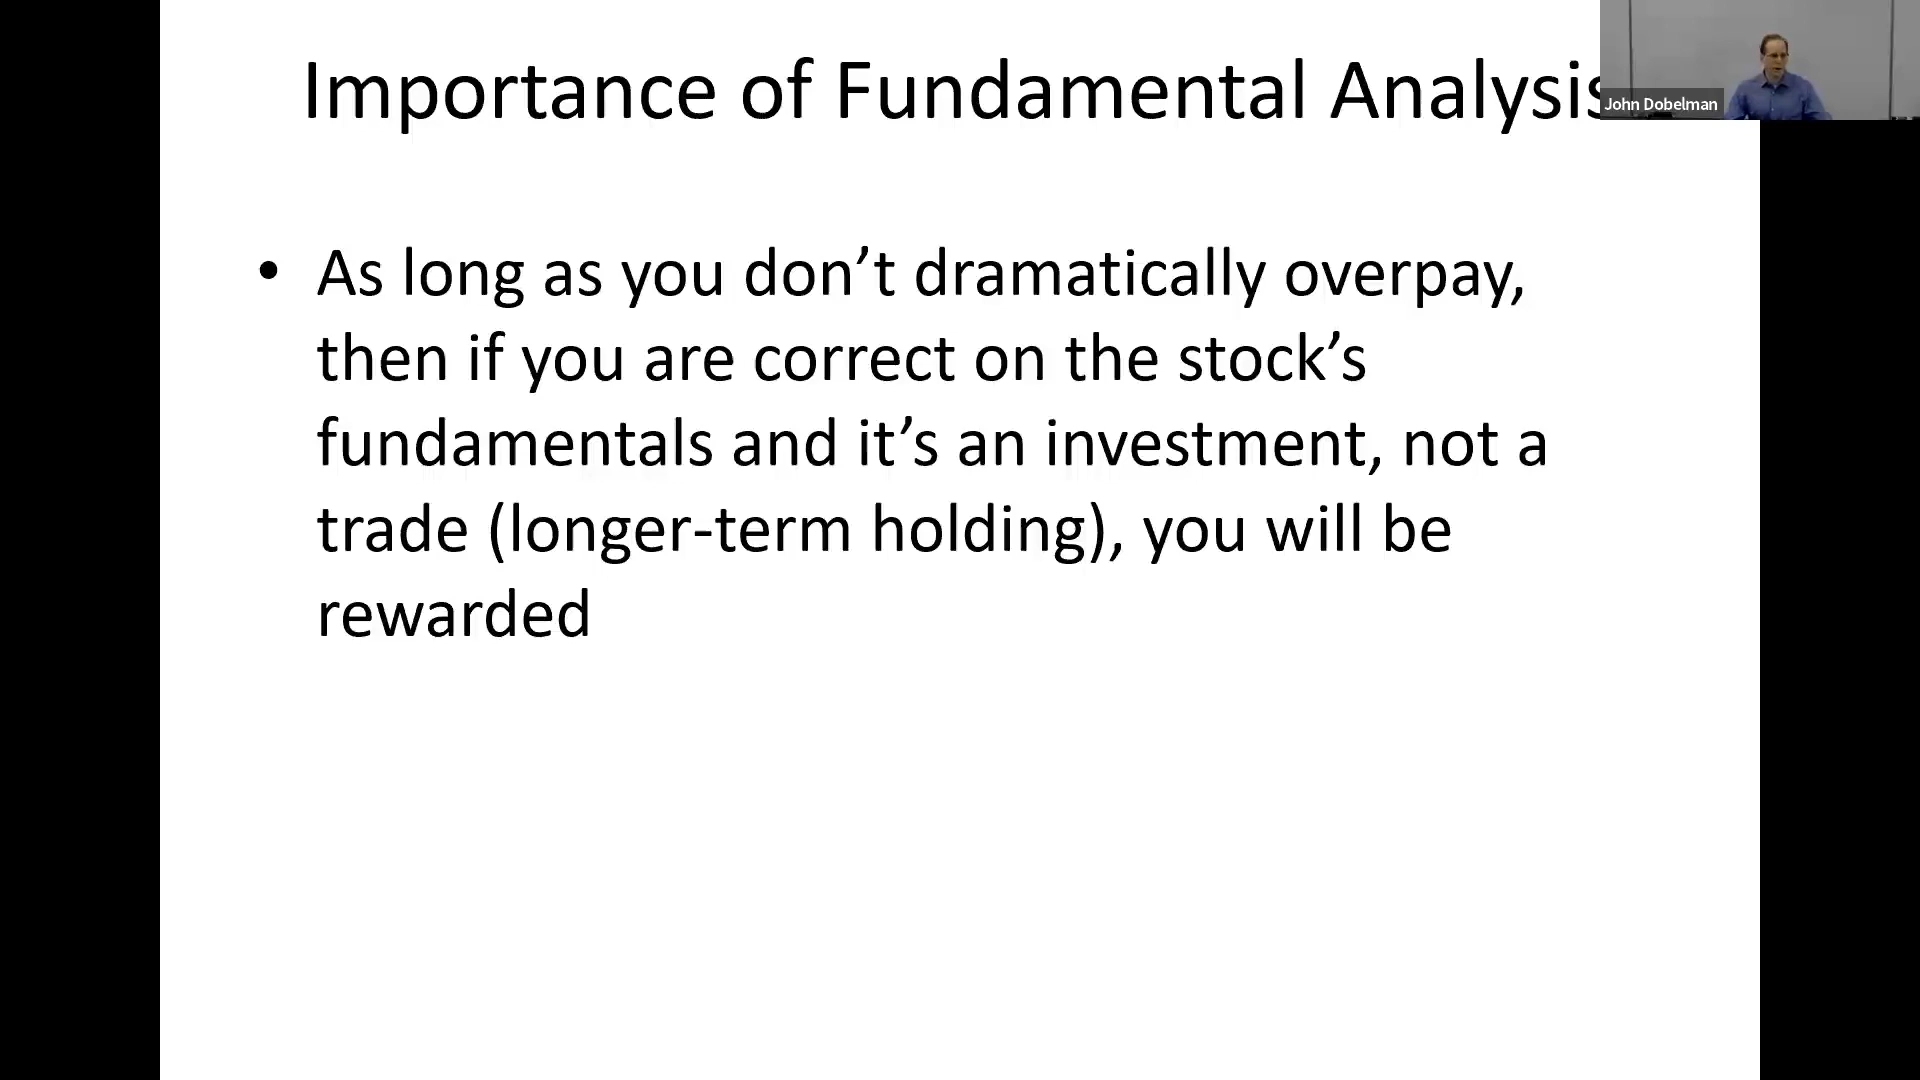 Importance of Fundamental Analysis
John Dobelman
• As long as you don’t dramatically overpay,
then if you are correct on the stock’s
fundamentals and it’s an investment, not a
trade (longer-term holding), you will be
rewarded